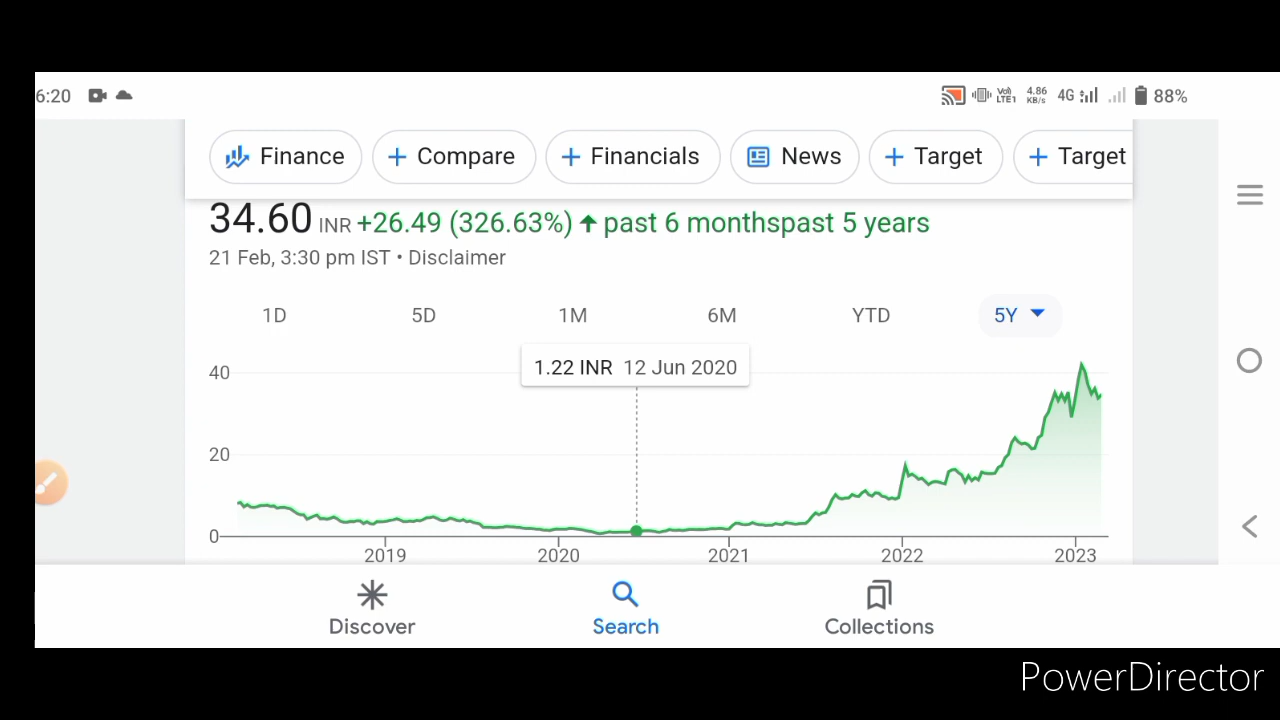 6:20 Vol) LTE1 4.86 KB/s 4G 88%
Finance Compare Financials News Target Target
34.60 INR +26.49 (326.63%) past 6 monthspast 5 years
21 Feb, 3:30 pm IST • Disclaimer
1D 5D 1M 6M YTD 5Y
1.22 INR 12 Jun 2020
40
20
0
2019 2020 2021 2022 2023
Discover Search Collections
PowerDirector